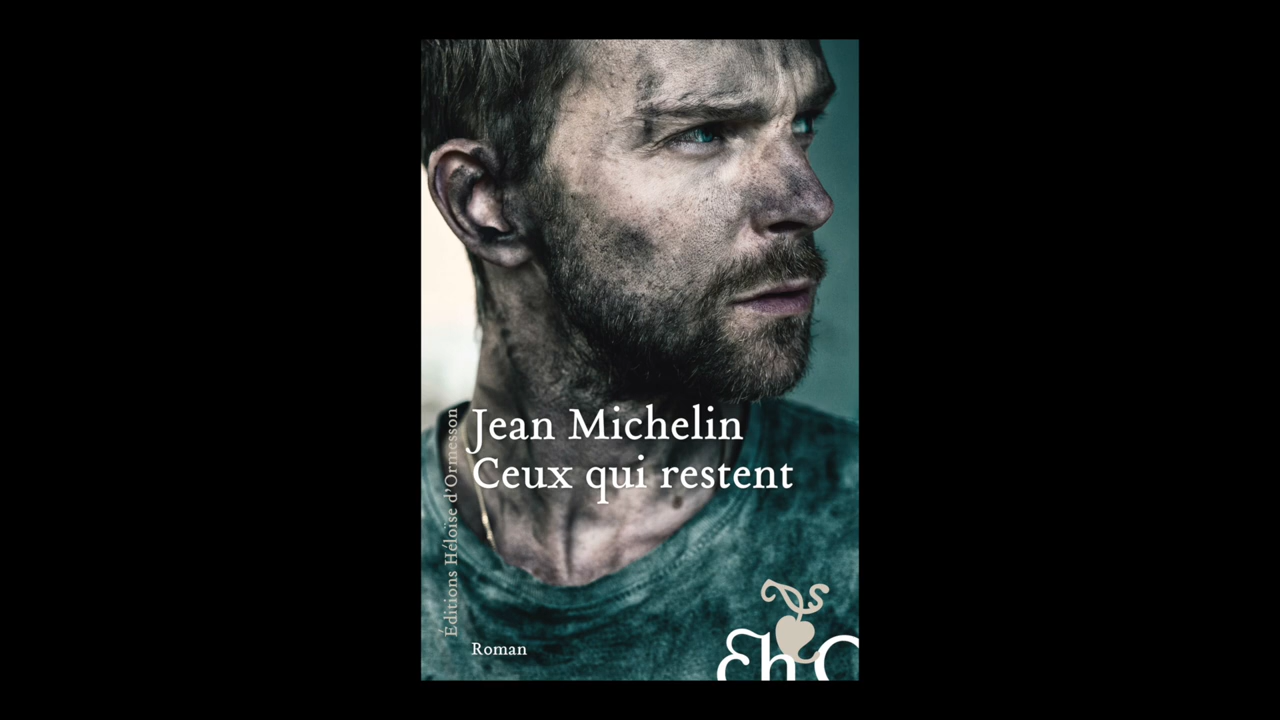 Jean Michelin
Ceux qui restent
Éditions Héloïse d'Ormesson
Roman